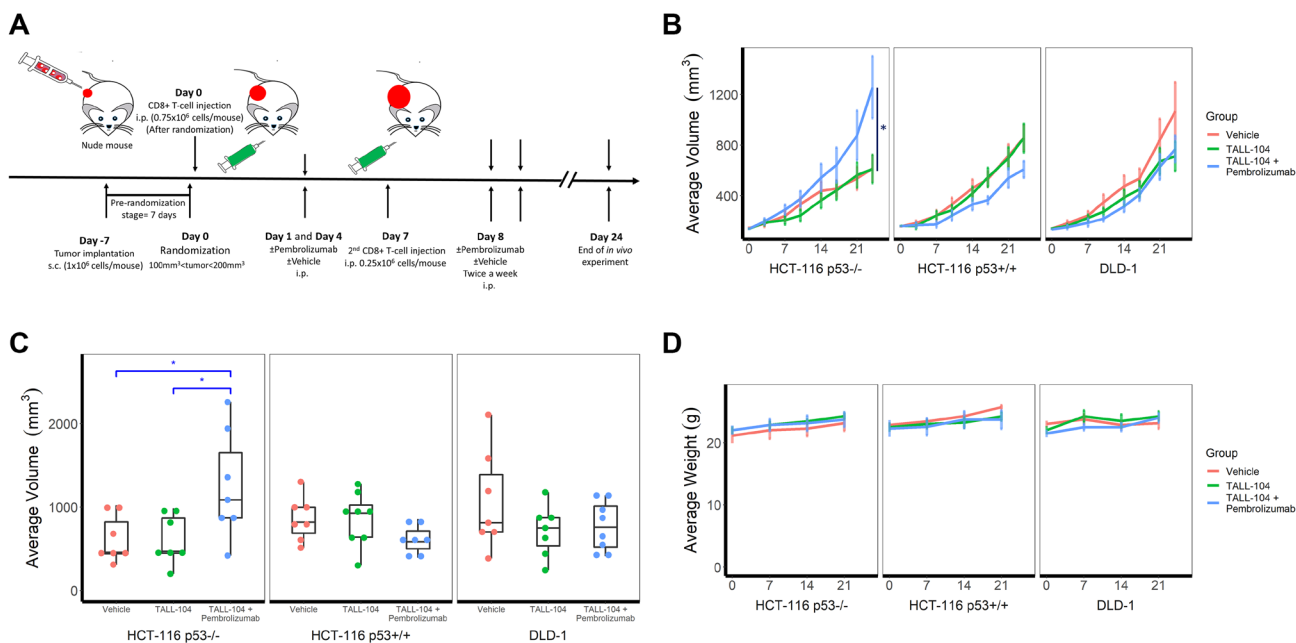 A
Day 0
CD8+ T-cell injection
i.p. (0.75x10⁶ cells/mouse)
(After randomization)
Nude mouse
Pre-randomization
stage= 7 days
Day -7
Tumor implantation
s.c. (1x10⁶ cells/mouse)
Day 0
Randomization
100mm³<tumor<200mm³
Day 1 and Day 4
±Pembrolizumab
±Vehicle
i.p.
Day 7
2ⁿᵈ CD8+ T-cell injection
i.p. 0.25x10⁶ cells/mouse
Day 8
±Pembrolizumab
±Vehicle
Twice a week
i.p.
Day 24
End of in vivo
experiment
B
Average Volume (mm³)
1200
800
400
*
0 7 14 21
0 7 14 21
0 7 14 21
HCT-116 p53-/-
HCT-116 p53+/+
DLD-1
Group
Vehicle
TALL-104
TALL-104 +
Pembrolizumab
C
Average Volume (mm³)
2000
1000
0
*
*
Vehicle TALL-104 TALL-104 +
Pembrolizumab
Vehicle TALL-104 TALL-104 +
Pembrolizumab
Vehicle TALL-104 TALL-104 +
Pembrolizumab
HCT-116 p53-/-
HCT-116 p53+/+
DLD-1
D
Average Weight (g)
20
10
0
0 7 14 21
0 7 14 21
0 7 14 21
HCT-116 p53-/-
HCT-116 p53+/+
DLD-1
Group
Vehicle
TALL-104
TALL-104 +
Pembrolizumab